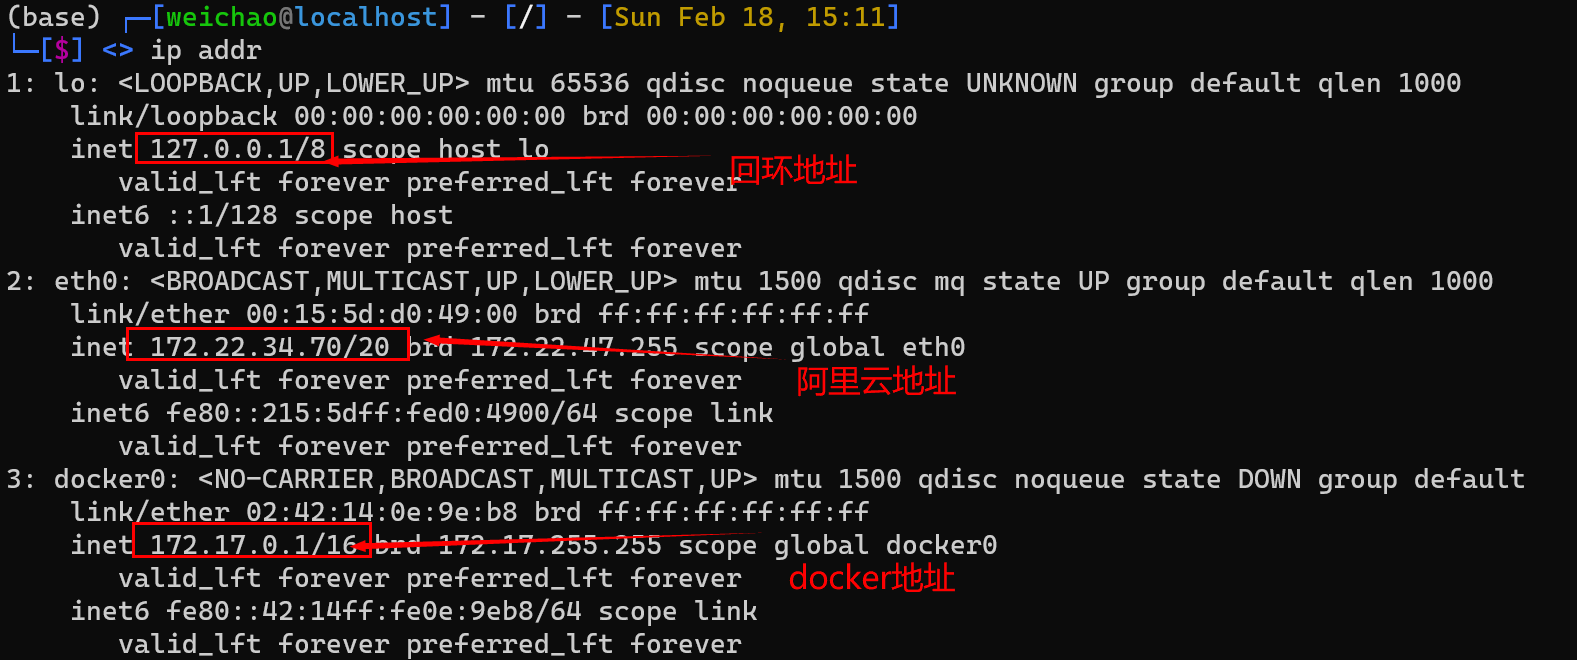 (base) ┌─[weichao@localhost] - [/] - [Sun Feb 18, 15:11]
└─[$] <> ip addr
1: lo: <LOOPBACK,UP,LOWER_UP> mtu 65536 qdisc noqueue state UNKNOWN group default qlen 1000
    link/loopback 00:00:00:00:00:00 brd 00:00:00:00:00:00
    inet 127.0.0.1/8 scope host lo
回环地址
       valid_lft forever preferred_lft forever
    inet6 ::1/128 scope host
       valid_lft forever preferred_lft forever
2: eth0: <BROADCAST,MULTICAST,UP,LOWER_UP> mtu 1500 qdisc mq state UP group default qlen 1000
    link/ether 00:15:5d:d0:49:00 brd ff:ff:ff:ff:ff:ff
    inet 172.22.34.70/20 brd 172.22.47.255 scope global eth0
       valid_lft forever preferred_lft forever
阿里云地址
    inet6 fe80::215:5dff:fed0:4900/64 scope link
       valid_lft forever preferred_lft forever
3: docker0: <NO-CARRIER,BROADCAST,MULTICAST,UP> mtu 1500 qdisc noqueue state DOWN group default
    link/ether 02:42:14:0e:9e:b8 brd ff:ff:ff:ff:ff:ff
    inet 172.17.0.1/16 brd 172.17.255.255 scope global docker0
       valid_lft forever preferred_lft forever
docker地址
    inet6 fe80::42:14ff:fe0e:9eb8/64 scope link
       valid_lft forever preferred_lft forever